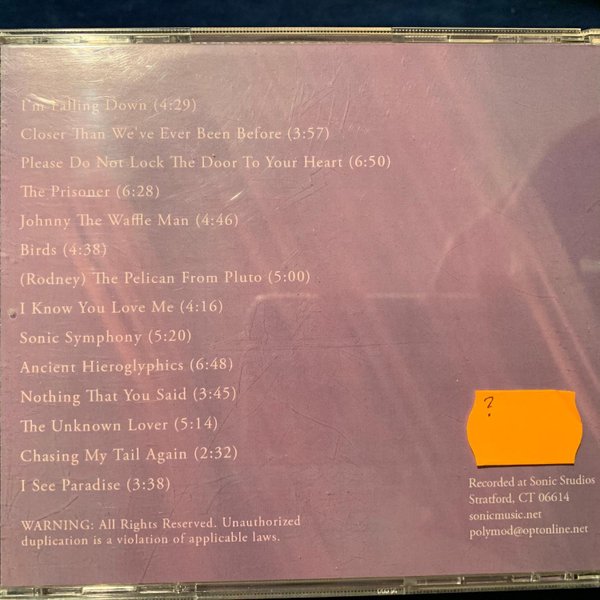 I'm Falling Down (4:29)
Closer Than We've Ever Been Before (3:57)
Please Do Not Lock The Door To Your Heart (6:50)
The Prisoner (6:28)
Johnny The Waffle Man (4:46)
Birds (4:38)
(Rodney) The Pelican From Pluto (5:00)
I Know You Love Me (4:16)
Sonic Symphony (5:20)
Ancient Hieroglyphics (6:48)
Nothing That You Said (3:45)
The Unknown Lover (5:14)
Chasing My Tail Again (2:32)
I See Paradise (3:38)
WARNING: All Rights Reserved. Unauthorized
duplication is a violation of applicable laws.
?
Recorded at Sonic Studios
Stratford, CT 06614
sonicmusic.net
polymod@optonline.net